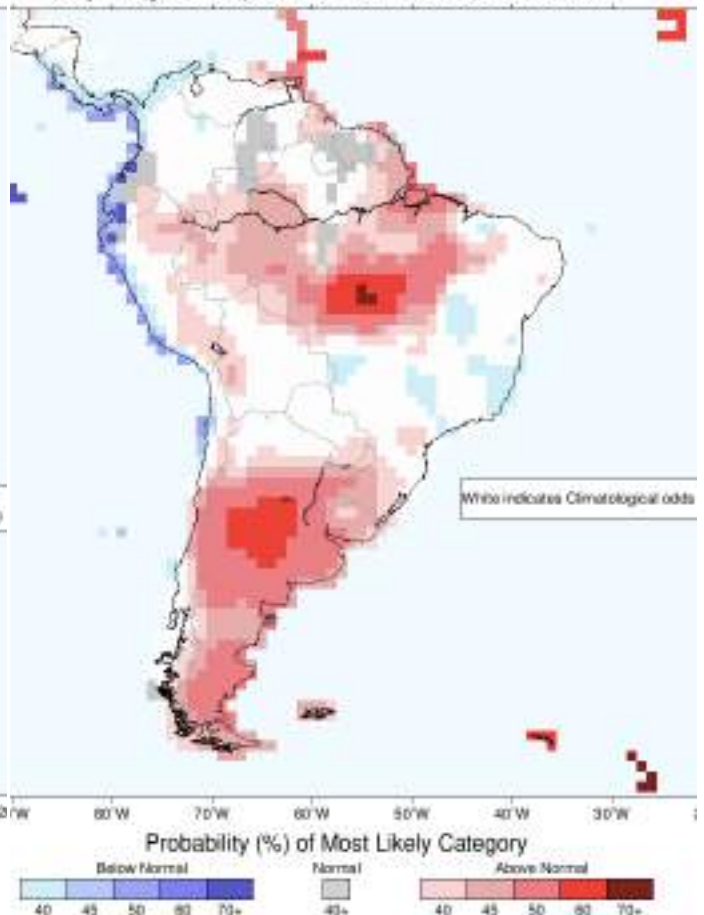 White indicates Climatological odds
80°W 70°W 60°W 50°W 40°W 30°W
Probability (%) of Most Likely Category
Below Normal Normal Above Normal
40 45 50 60 70+ 40+ 40 45 50 60 70+